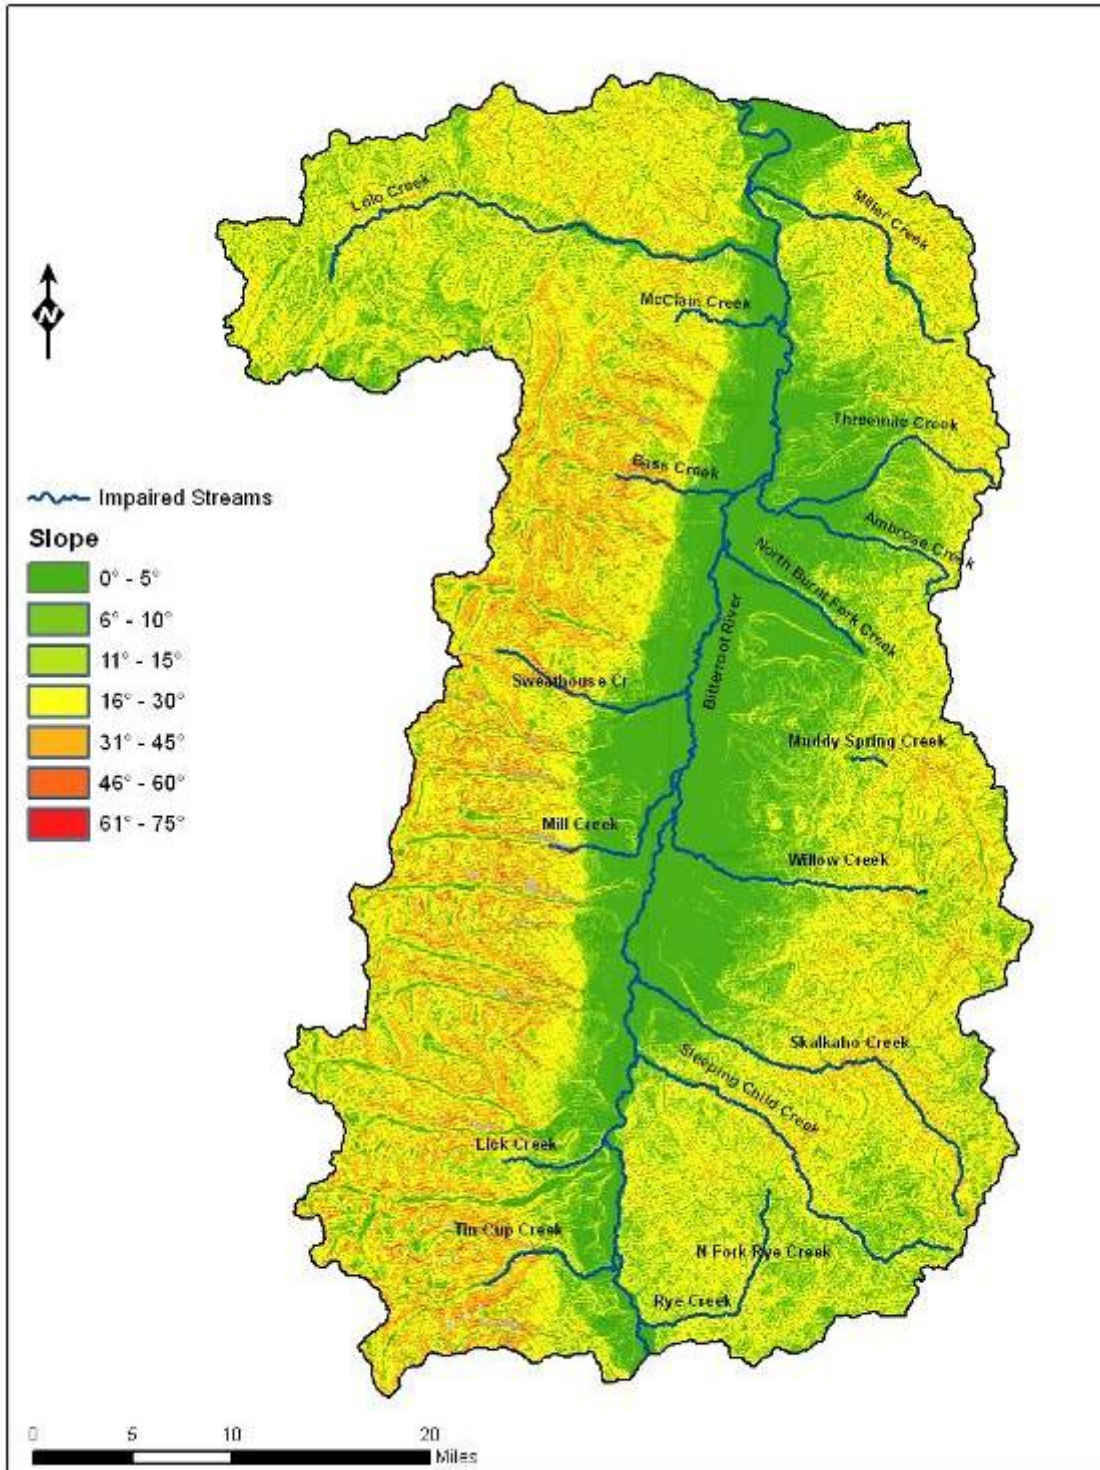 Lolo Creek
Miller Creek
N
McClain Creek
Threemile Creek
Bass Creek
Impaired Streams
Ambrose Creek
Slope
North Burnt Fork Creek
0° - 5°
6° - 10°
Bitterroot River
11° - 15°
Sweathouse Cr
16° - 30°
31° - 45°
Muddy Spring Creek
46° - 60°
61° - 75°
Mill Creek
Willow Creek
Skalkaho Creek
Sleeping Child Creek
Lick Creek
Tin Cup Creek
N Fork Rye Creek
Rye Creek
0 5 10 20
Miles